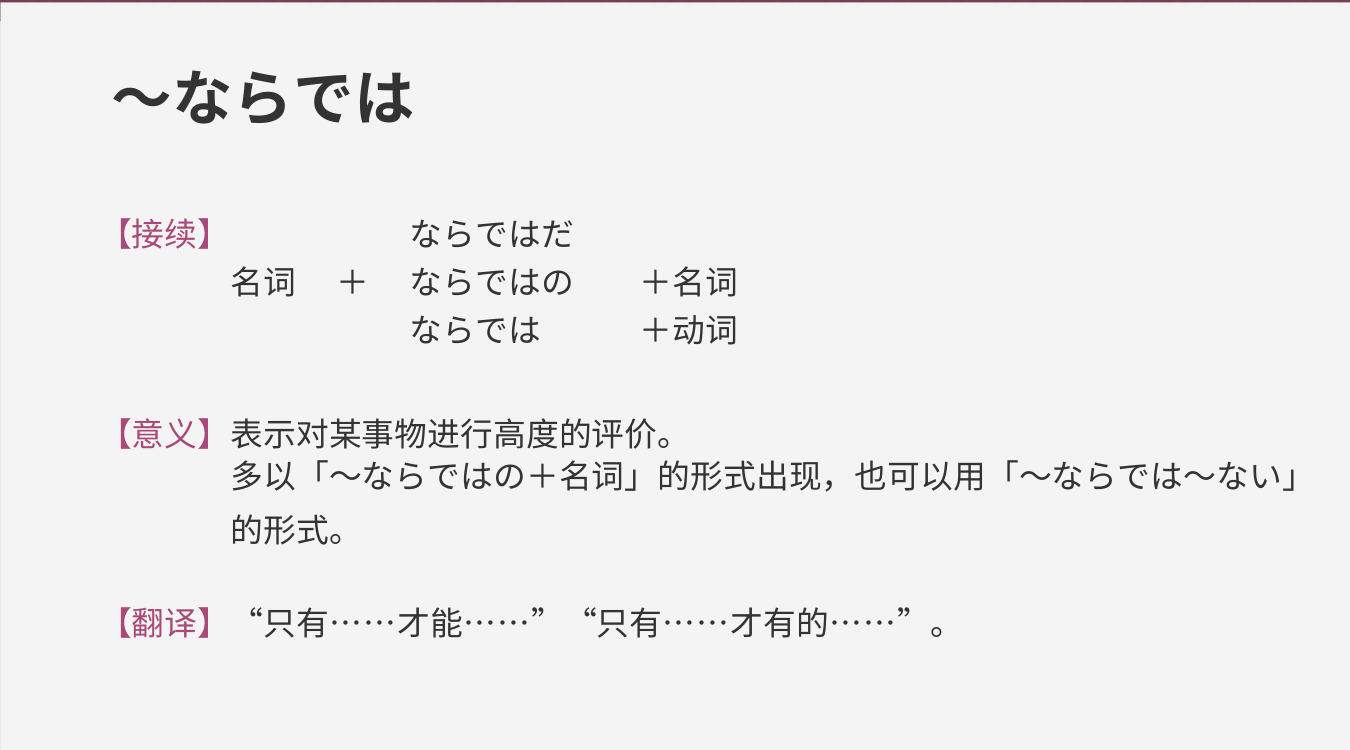 ～ならでは
【接续】 ならではだ
名词 ＋ ならではの ＋名词
ならでは ＋动词
【意义】表示对某事物进行高度的评价。
多以「～ならではの＋名词」的形式出现，也可以用「～ならでは～ない」
的形式。
【翻译】“只有……才能……” “只有……才有的……”。